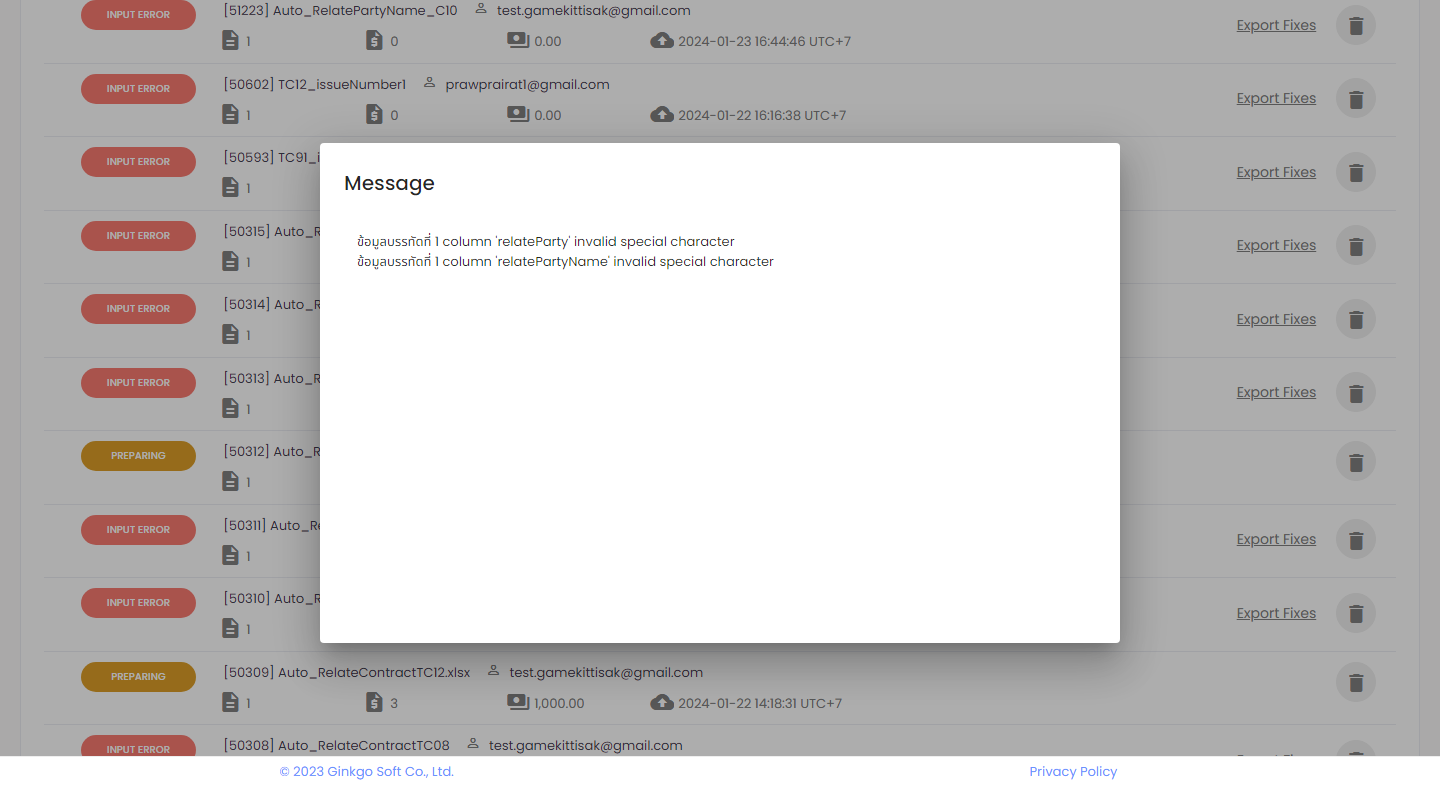 INPUT ERROR
[51223] Auto_RelatePartyName_C10 test.gamekittisak@gmail.com
1 0 0.00 2024-01-23 16:44:46 UTC+7
Export Fixes
INPUT ERROR
[50602] TC12_issueNumber1 prawprairat1@gmail.com
1 0 0.00 2024-01-22 16:16:38 UTC+7
Export Fixes
INPUT ERROR
[50593] TC91_
1
Export Fixes
Message
INPUT ERROR
[50315] Auto_R
1
Export Fixes
ข้อมูลบรรทัดที่ 1 column 'relateParty' invalid special character
ข้อมูลบรรทัดที่ 1 column 'relatePartyName' invalid special character
INPUT ERROR
[50314] Auto_R
1
Export Fixes
INPUT ERROR
[50313] Auto_R
1
Export Fixes
PREPARING
[50312] Auto_R
1
INPUT ERROR
[50311] Auto_Re
1
Export Fixes
INPUT ERROR
[50310] Auto_R
1
Export Fixes
PREPARING
[50309] Auto_RelateContractTC12.xlsx test.gamekittisak@gmail.com
1 3 1,000.00 2024-01-22 14:18:31 UTC+7
INPUT ERROR
[50308] Auto_RelateContractTC08 test.gamekittisak@gmail.com
© 2023 Ginkgo Soft Co., Ltd.
Privacy Policy